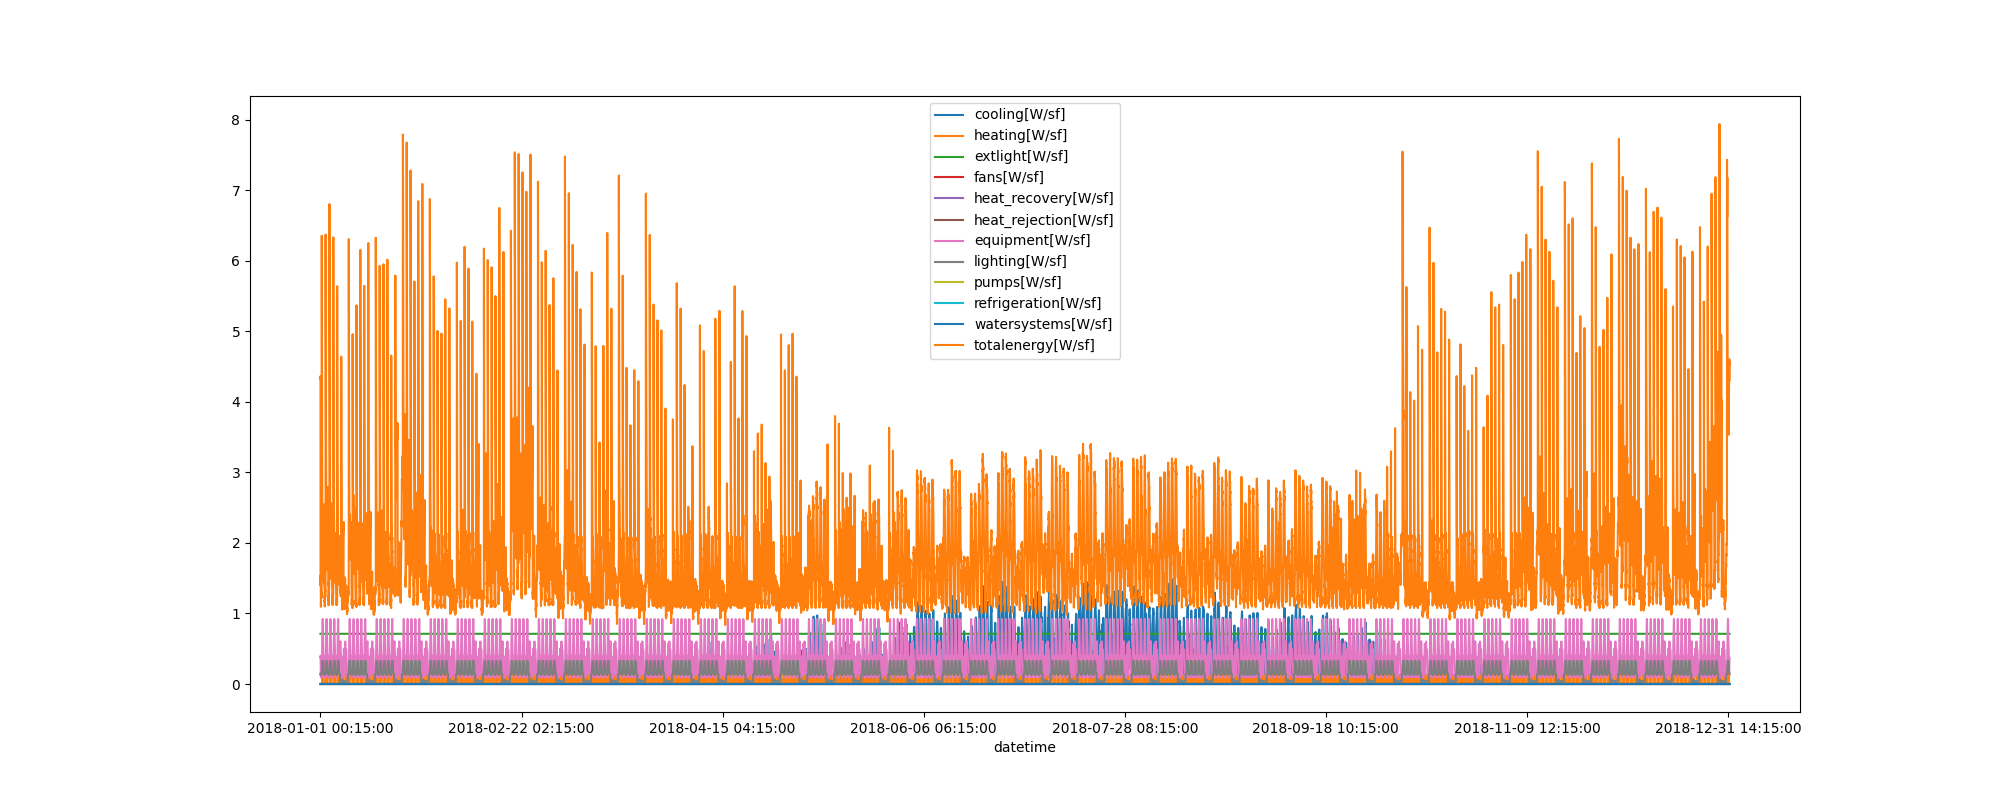 8
7
6
5
4
3
2
1
0
cooling[W/sf]
heating[W/sf]
extlight[W/sf]
fans[W/sf]
heat_recovery[W/sf]
heat_rejection[W/sf]
equipment[W/sf]
lighting[W/sf]
pumps[W/sf]
refrigeration[W/sf]
watersystems[W/sf]
totalenergy[W/sf]
2018-01-01 00:15:00 2018-02-22 02:15:00 2018-04-15 04:15:00 2018-06-06 06:15:00 2018-07-28 08:15:00 2018-09-18 10:15:00 2018-11-09 12:15:00 2018-12-31 14:15:00
datetime